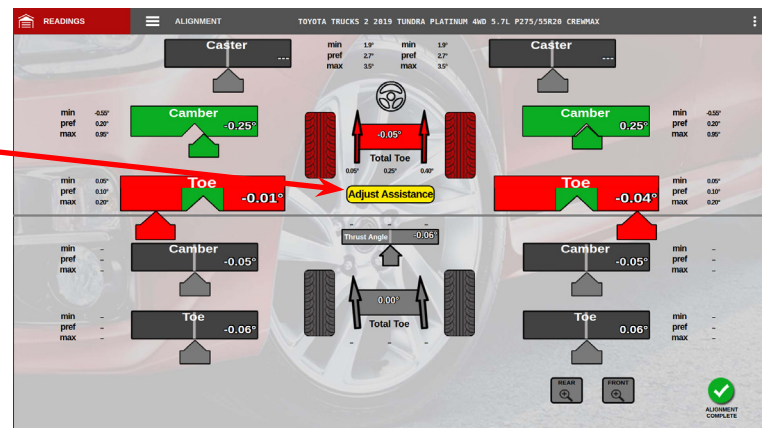 READINGS
ALIGNMENT
TOYOTA TRUCKS 2 2019 TUNDRA PLATINUM 4WD 5.7L P275/55R20 CREWMAX
Caster
---
min 1.9° min 1.9°
pref 2.7° pref 2.7°
max 3.5° max 3.5°
Caster
---
min -0.55°
pref 0.20°
max 0.95°
Camber
-0.25°
-0.05°
Total Toe
0.05° 0.25° 0.40°
Camber
0.25°
min -0.55°
pref 0.20°
max 0.95°
min 0.05°
pref 0.10°
max 0.20°
Toe
-0.01°
Adjust Assistance
Toe
-0.04°
min 0.05°
pref 0.10°
max 0.20°
min –
pref –
max –
Camber
-0.05°
– – –
Thrust Angle -0.06°
Camber
-0.05°
min –
pref –
max –
min –
pref –
max –
Toe
-0.06°
0.00°
Total Toe
– – –
Toe
0.06°
min –
pref –
max –
REAR
FRONT
ALIGNMENT
COMPLETE